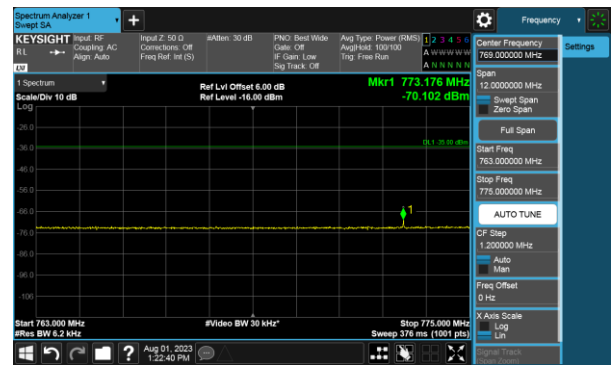 Spectrum Analyzer 1
Swept SA
+
Frequency
KEYSIGHT
RL
Input: RF
Coupling: AC
Align: Auto
Input Z: 50 Ω
Corrections: Off
Freq Ref: Int (S)
#Atten: 30 dB
PNO: Best Wide
Gate: Off
IF Gain: Low
Sig Track: Off
Avg Type: Power (RMS)
Avg|Hold: 100/100
Trig: Free Run
1 2 3 4 5 6
A W W W W W
A N N N N N
LW
1 Spectrum
Scale/Div 10 dB
Log
Ref Lvl Offset 6.00 dB
Ref Level -16.00 dBm
Mkr1 773.176 MHz
-70.102 dBm
-26.0
-36.0
-46.0
-56.0
-66.0
-76.0
-86.0
-96.0
-106
DL1 -35.00 dBm
1
Start 763.000 MHz
#Res BW 6.2 kHz
#Video BW 30 kHz*
Stop 775.000 MHz
Sweep 376 ms (1001 pts)
?
Aug 01, 2023
1:22:40 PM
Center Frequency
769.000000 MHz
Settings
Span
12.0000000 MHz
Swept Span
Zero Span
Full Span
Start Freq
763.000000 MHz
Stop Freq
775.000000 MHz
AUTO TUNE
CF Step
1.200000 MHz
Auto
Man
Freq Offset
0 Hz
X Axis Scale
Log
Lin
Signal Track
(Span Zoom)